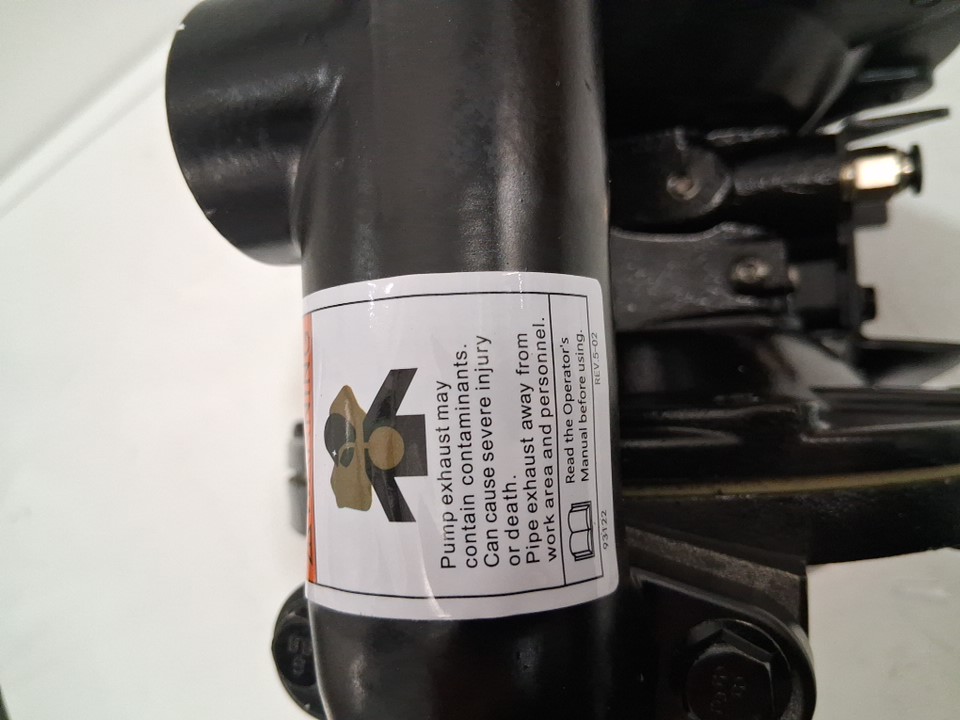 Pump exhaust may
contain contaminants.
Can cause severe injury
or death.
Pipe exhaust away from
work area and personnel.
Read the Operator's
Manual before using.
93122
REV.5-02